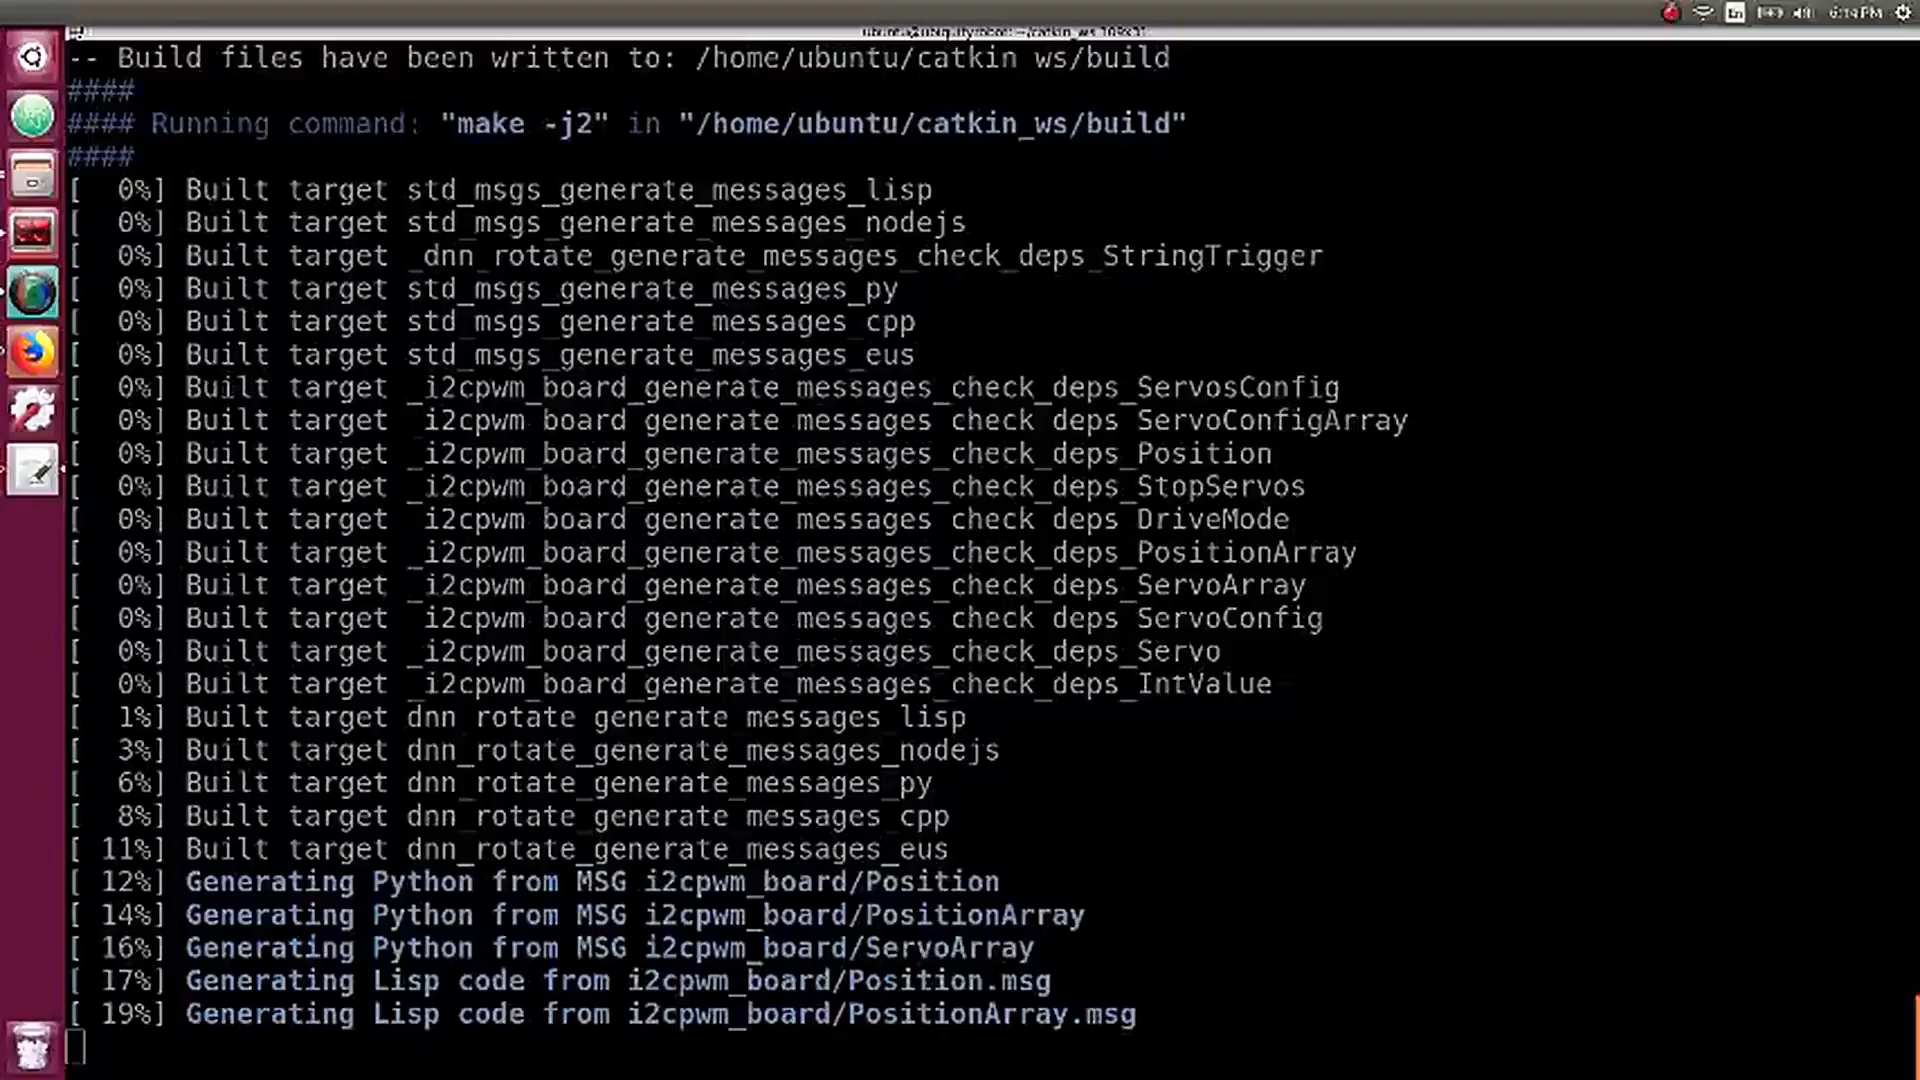 6:14 PM
ubuntu@ubiquityrobot: ~/catkin_ws 109x31
-- Build files have been written to: /home/ubuntu/catkin_ws/build
####
#### Running command: "make -j2" in "/home/ubuntu/catkin_ws/build"
####
[  0%] Built target std_msgs_generate_messages_lisp
[  0%] Built target std_msgs_generate_messages_nodejs
[  0%] Built target _dnn_rotate_generate_messages_check_deps_StringTrigger
[  0%] Built target std_msgs_generate_messages_py
[  0%] Built target std_msgs_generate_messages_cpp
[  0%] Built target std_msgs_generate_messages_eus
[  0%] Built target _i2cpwm_board_generate_messages_check_deps_ServosConfig
[  0%] Built target _i2cpwm_board_generate_messages_check_deps_ServoConfigArray
[  0%] Built target _i2cpwm_board_generate_messages_check_deps_Position
[  0%] Built target _i2cpwm_board_generate_messages_check_deps_StopServos
[  0%] Built target _i2cpwm_board_generate_messages_check_deps_DriveMode
[  0%] Built target _i2cpwm_board_generate_messages_check_deps_PositionArray
[  0%] Built target _i2cpwm_board_generate_messages_check_deps_ServoArray
[  0%] Built target _i2cpwm_board_generate_messages_check_deps_ServoConfig
[  0%] Built target _i2cpwm_board_generate_messages_check_deps_Servo
[  0%] Built target _i2cpwm_board_generate_messages_check_deps_IntValue
[  1%] Built target dnn_rotate_generate_messages_lisp
[  3%] Built target dnn_rotate_generate_messages_nodejs
[  6%] Built target dnn_rotate_generate_messages_py
[  8%] Built target dnn_rotate_generate_messages_cpp
[ 11%] Built target dnn_rotate_generate_messages_eus
[ 12%] Generating Python from MSG i2cpwm_board/Position
[ 14%] Generating Python from MSG i2cpwm_board/PositionArray
[ 16%] Generating Python from MSG i2cpwm_board/ServoArray
[ 17%] Generating Lisp code from i2cpwm_board/Position.msg
[ 19%] Generating Lisp code from i2cpwm_board/PositionArray.msg